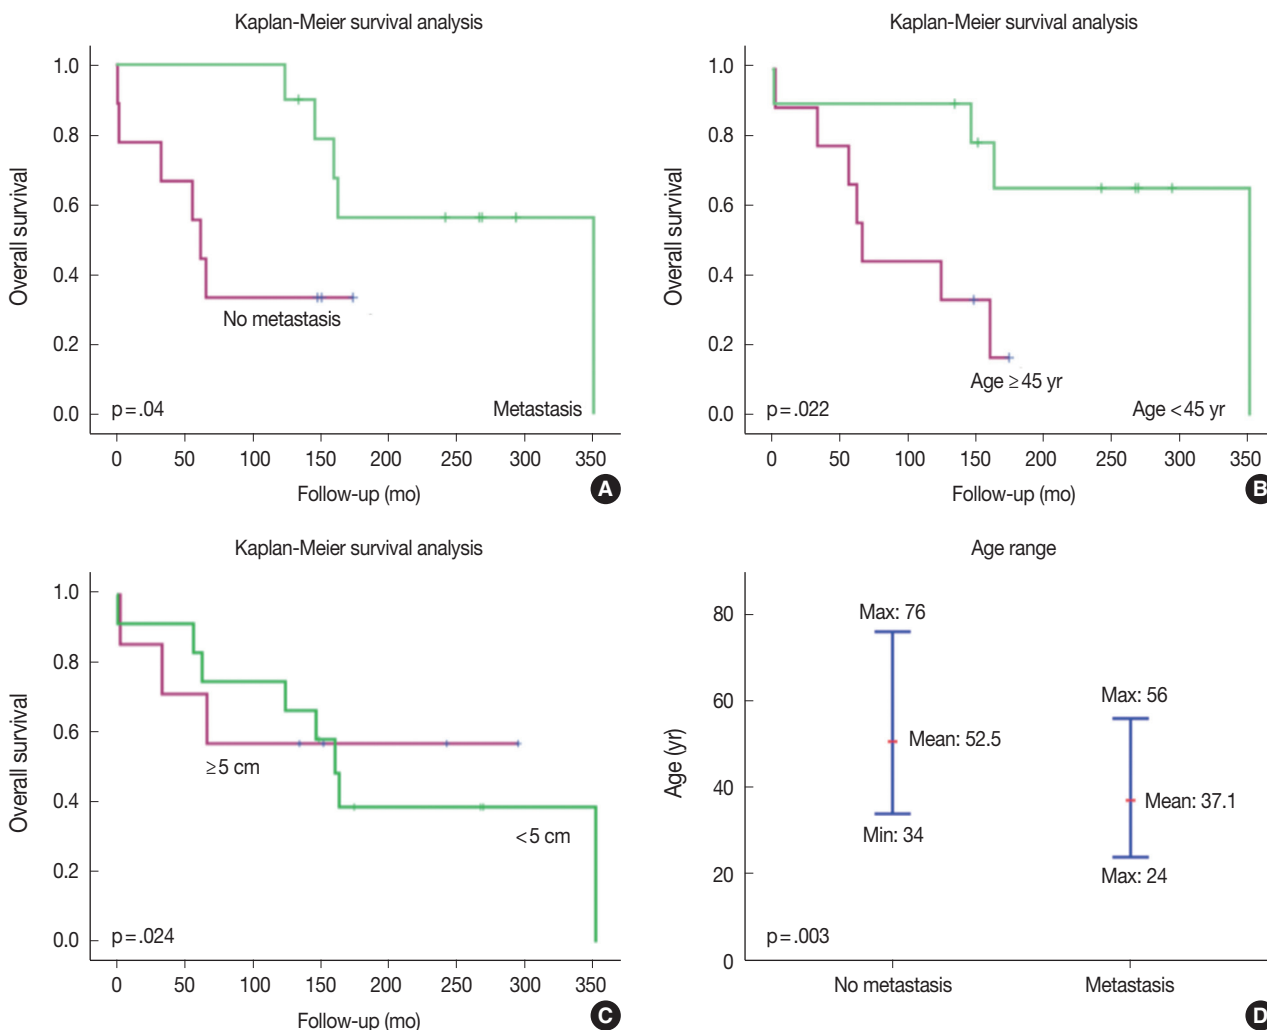 Kaplan-Meier survival analysis
1.0
0.8
0.6
0.4
0.2
0.0
Overall survival
No metastasis
Metastasis
p=.04
0 50 100 150 200 250 300 350
Follow-up (mo)
A
Kaplan-Meier survival analysis
1.0
0.8
0.6
0.4
0.2
0.0
Overall survival
Age ≥45 yr
Age <45 yr
p=.022
0 50 100 150 200 250 300 350
Follow-up (mo)
B
Kaplan-Meier survival analysis
1.0
0.8
0.6
0.4
0.2
0.0
Overall survival
≥5 cm
<5 cm
p=.024
0 50 100 150 200 250 300 350
Follow-up (mo)
C
Age range
80
60
40
20
0
Age (yr)
Max: 76
Mean: 52.5
Min: 34
Max: 56
Mean: 37.1
Max: 24
p=.003
No metastasis Metastasis
D